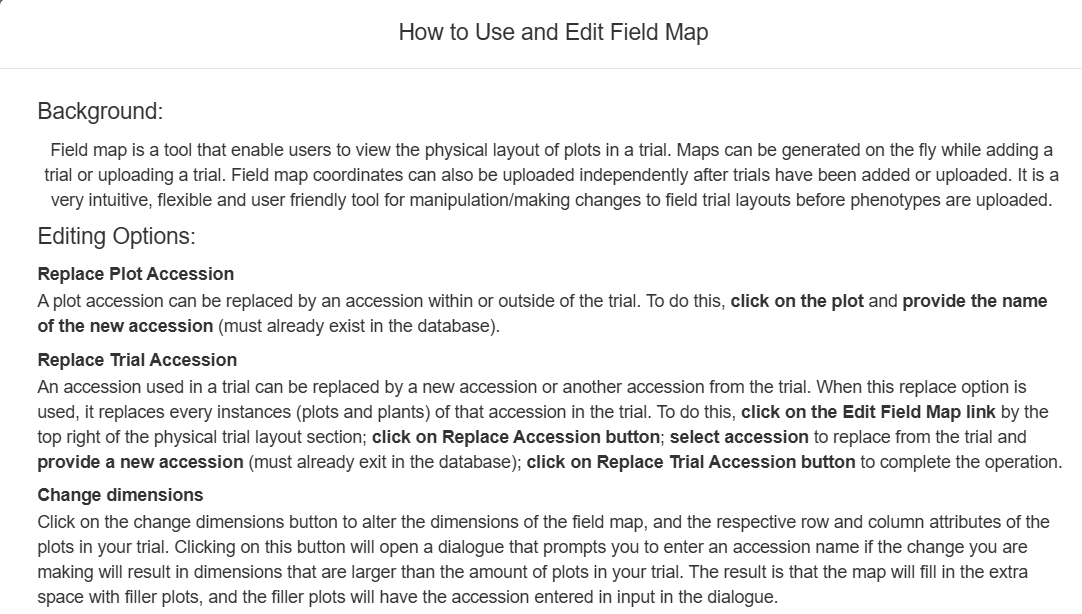 How to Use and Edit Field Map
Background:
Field map is a tool that enable users to view the physical layout of plots in a trial. Maps can be generated on the fly while adding a
trial or uploading a trial. Field map coordinates can also be uploaded independently after trials have been added or uploaded. It is a
very intuitive, flexible and user friendly tool for manipulation/making changes to field trial layouts before phenotypes are uploaded.
Editing Options:
Replace Plot Accession
A plot accession can be replaced by an accession within or outside of the trial. To do this, click on the plot and provide the name
of the new accession (must already exist in the database).
Replace Trial Accession
An accession used in a trial can be replaced by a new accession or another accession from the trial. When this replace option is
used, it replaces every instances (plots and plants) of that accession in the trial. To do this, click on the Edit Field Map link by the
top right of the physical trial layout section; click on Replace Accession button; select accession to replace from the trial and
provide a new accession (must already exit in the database); click on Replace Trial Accession button to complete the operation.
Change dimensions
Click on the change dimensions button to alter the dimensions of the field map, and the respective row and column attributes of the
plots in your trial. Clicking on this button will open a dialogue that prompts you to enter an accession name if the change you are
making will result in dimensions that are larger than the amount of plots in your trial. The result is that the map will fill in the extra
space with filler plots, and the filler plots will have the accession entered in input in the dialogue.